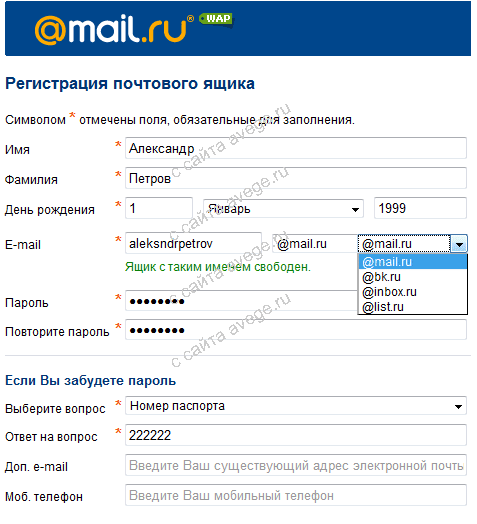 @mail.ru® WAP
Регистрация почтового ящика
Символом * отмечены поля, обязательные для заполнения.
Имя * Александр
Фамилия * Петров
День рождения * 1 Январь 1999
E-mail * aleksndrpetrov @mail.ru @mail.ru
@mail.ru
@bk.ru
@inbox.ru
@list.ru
Ящик с таким именем свободен.
Пароль * ●●●●●●●●
Повторите пароль * ●●●●●●●●
Если Вы забудете пароль
Выберите вопрос * Номер паспорта
Ответ на вопрос * 222222
Доп. e-mail Введите Ваш существующий адрес электронной почть
Моб. телефон Введите Ваш мобильный телефон
с сайта avege.ru
с сайта avege.ru
с сайта avege.ru